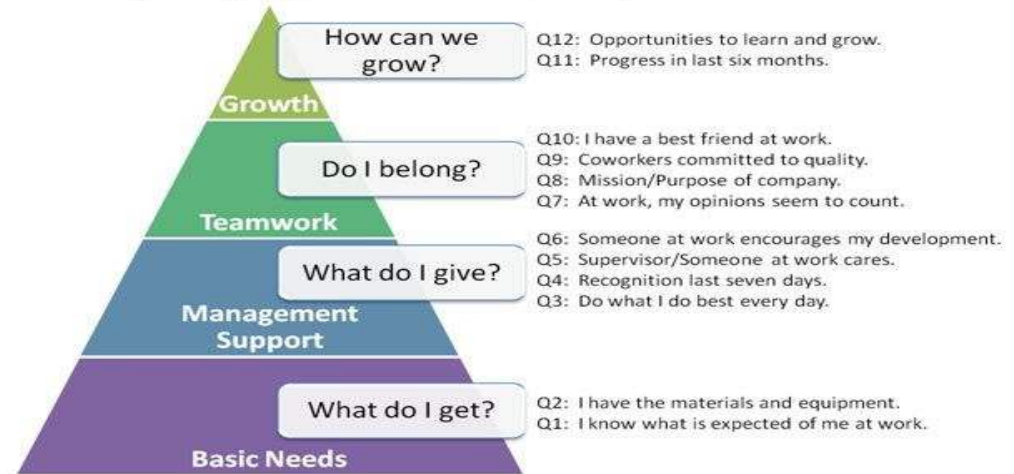 How can we
grow?
Q12: Opportunities to learn and grow.
Q11: Progress in last six months.
Growth
Do I belong?
Q10: I have a best friend at work.
Q9: Coworkers committed to quality.
Q8: Mission/Purpose of company.
Q7: At work, my opinions seem to count.
Teamwork
What do I give?
Q6: Someone at work encourages my development.
Q5: Supervisor/Someone at work cares.
Q4: Recognition last seven days.
Q3: Do what I do best every day.
Management
Support
What do I get?
Q2: I have the materials and equipment.
Q1: I know what is expected of me at work.
Basic Needs